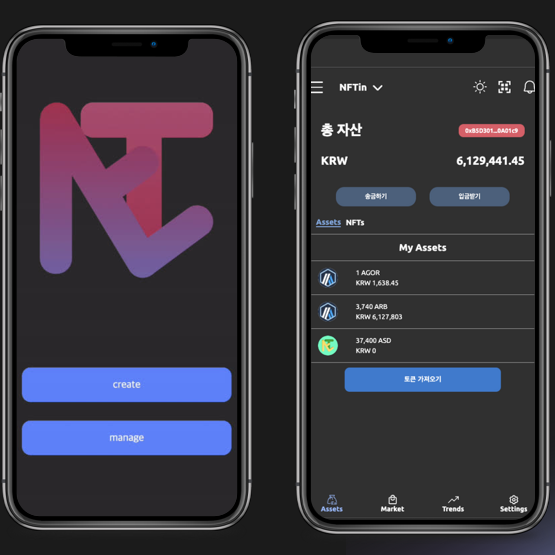 create
manage
NFTin
총 자산
0xB5D301...0A01c9
KRW 6,129,441.45
송금하기 입금받기
Assets NFTs
My Assets
1 AGOR
KRW 1,638.45
3,740 ARB
KRW 6,127,803
37,400 ASD
KRW 0
토큰 가져오기
Assets Market Trends Settings